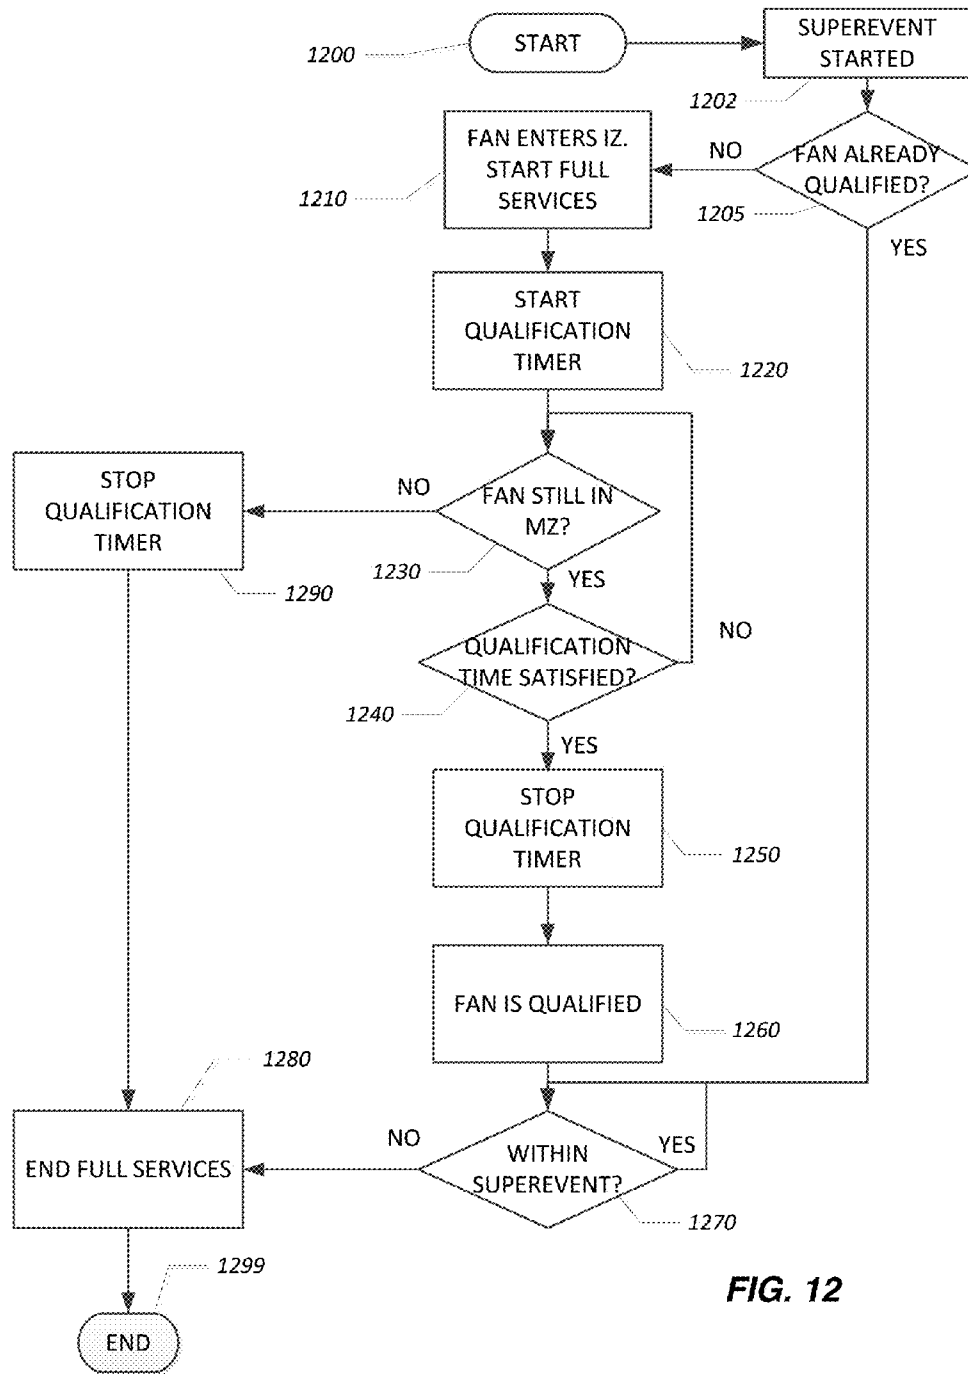 START
1200
SUPEREVENT
STARTED
1202
FAN ALREADY
QUALIFIED?
1205
NO
YES
FAN ENTERS IZ.
START FULL
SERVICES
1210
START
QUALIFICATION
TIMER
1220
FAN STILL IN
MZ?
1230
NO
YES
STOP
QUALIFICATION
TIMER
1290
QUALIFICATION
TIME SATISFIED?
1240
NO
YES
STOP
QUALIFICATION
TIMER
1250
FAN IS QUALIFIED
1260
WITHIN
SUPEREVENT?
1270
YES
NO
END FULL SERVICES
1280
END
1299
FIG. 12